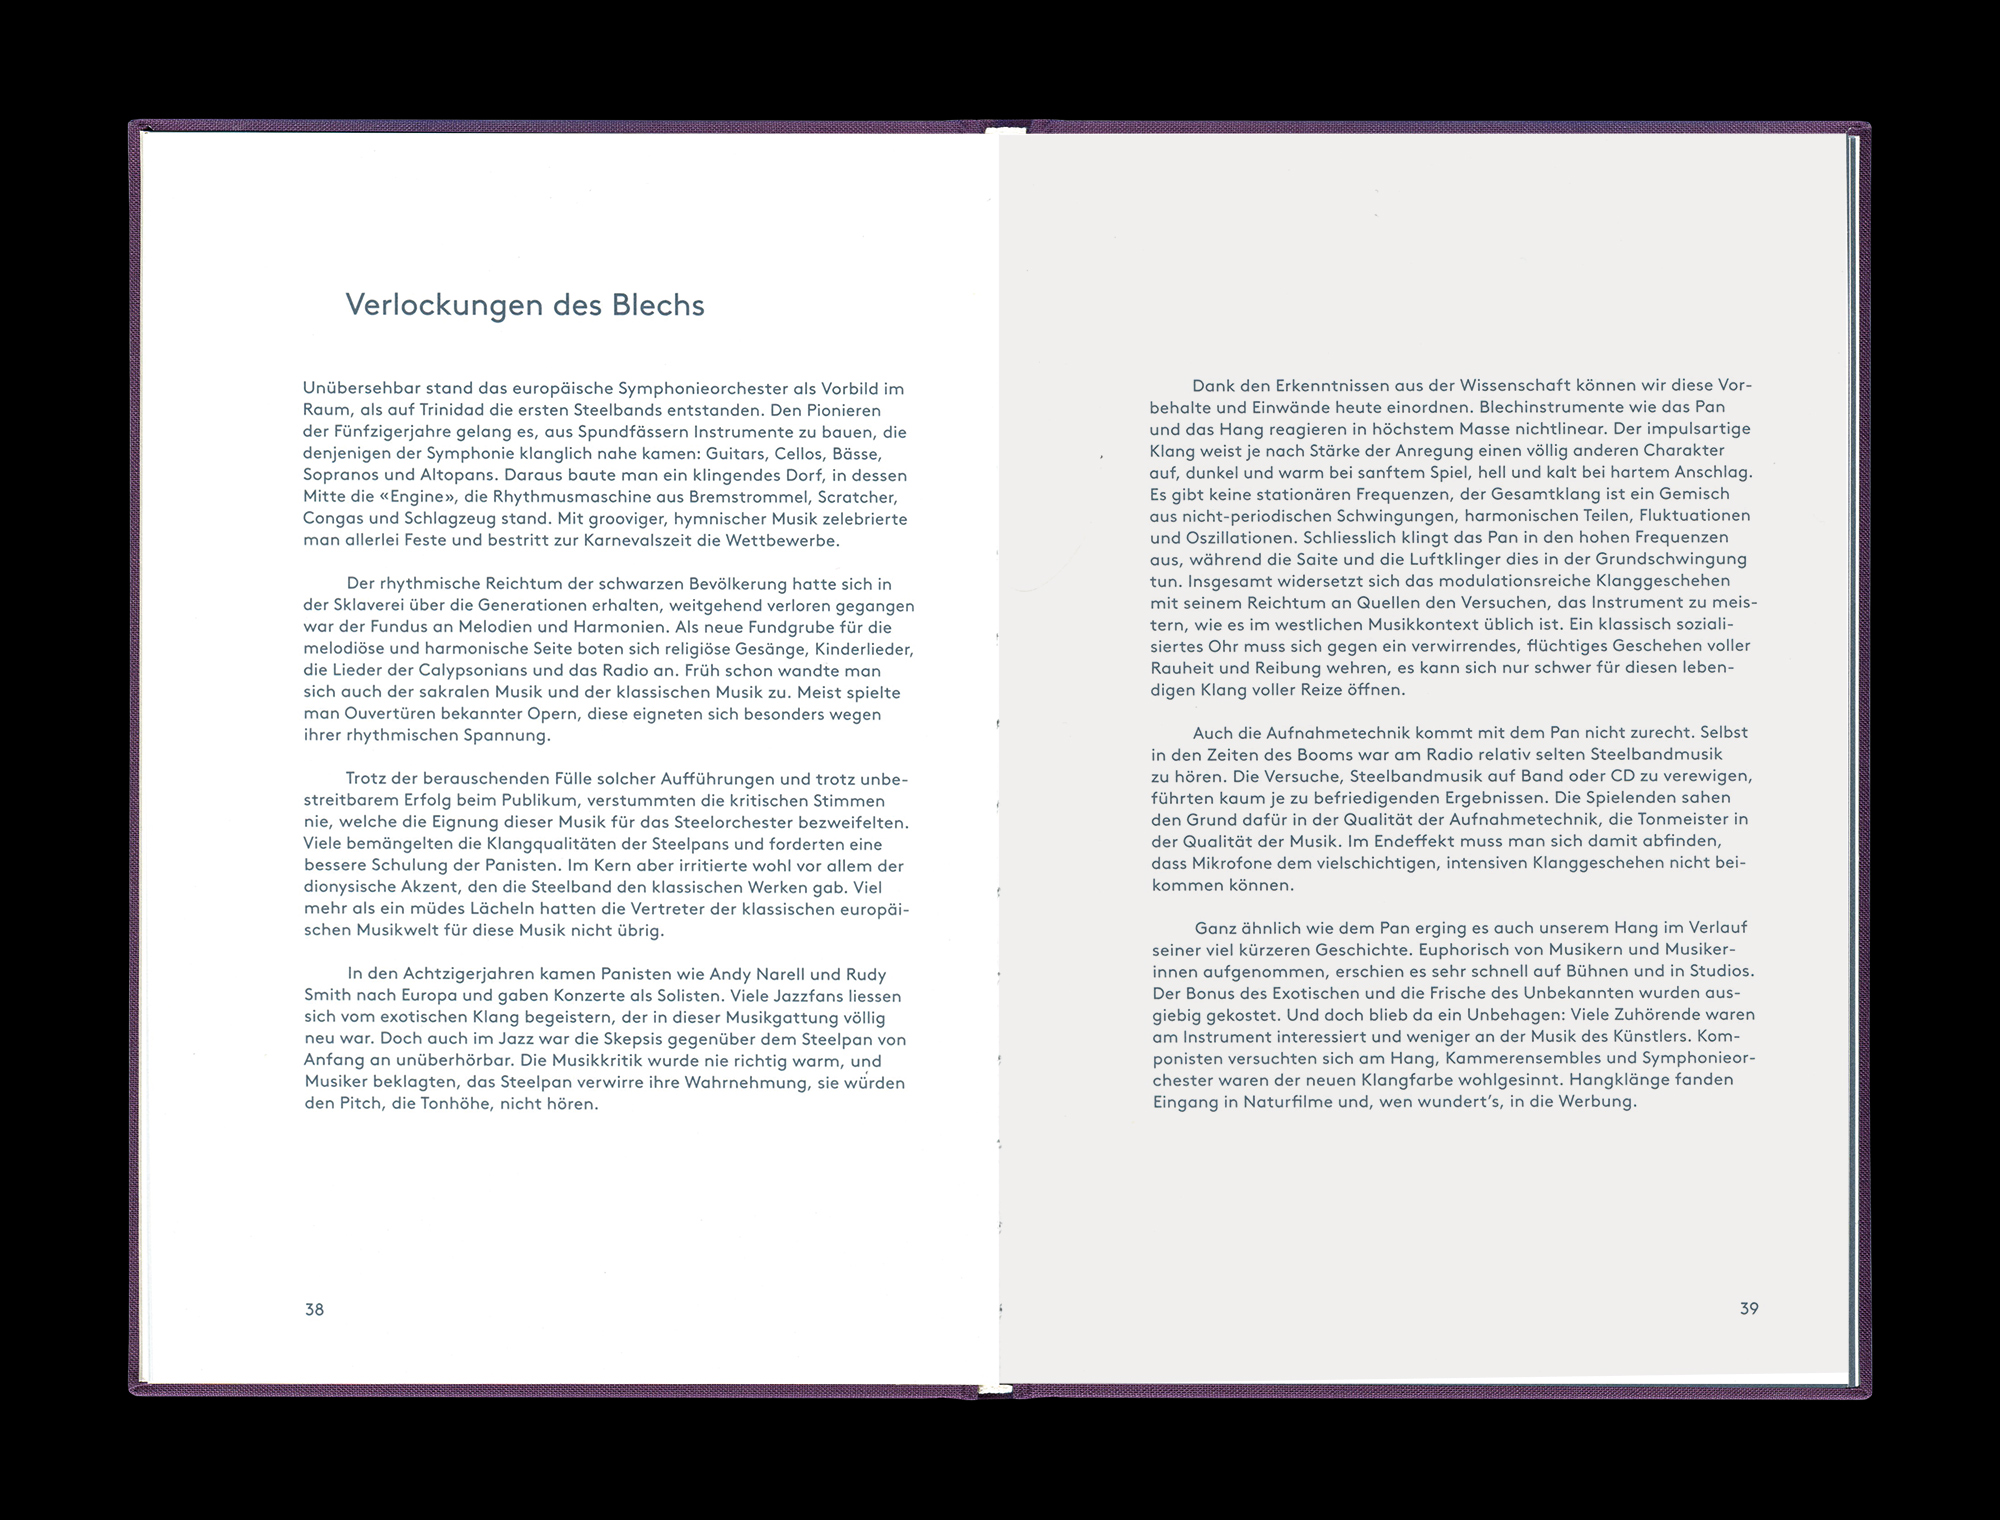 Verlockungen des Blechs
Unübersehbar stand das europäische Symphonieorchester als Vorbild im
Raum, als auf Trinidad die ersten Steelbands entstanden. Den Pionieren
der Fünfzigerjahre gelang es, aus Spundfässern Instrumente zu bauen, die
denjenigen der Symphonie klanglich nahe kamen: Guitars, Cellos, Bässe,
Sopranos und Altopans. Daraus baute man ein klingendes Dorf, in dessen
Mitte die «Engine», die Rhythmusmaschine aus Bremstrommel, Scratcher,
Congas und Schlagzeug stand. Mit grooviger, hymnischer Musik zelebrierte
man allerlei Feste und bestritt zur Karnevalszeit die Wettbewerbe.
Der rhythmische Reichtum der schwarzen Bevölkerung hatte sich in
der Sklaverei über die Generationen erhalten, weitgehend verloren gegangen
war der Fundus an Melodien und Harmonien. Als neue Fundgrube für die
melodiöse und harmonische Seite boten sich religiöse Gesänge, Kinderlieder,
die Lieder der Calypsonians und das Radio an. Früh schon wandte man
sich auch der sakralen Musik und der klassischen Musik zu. Meist spielte
man Ouvertüren bekannter Opern, diese eigneten sich besonders wegen
ihrer rhythmischen Spannung.
Trotz der berauschenden Fülle solcher Aufführungen und trotz unbe-
streitbarem Erfolg beim Publikum, verstummten die kritischen Stimmen
nie, welche die Eignung dieser Musik für das Steelorchester bezweifelten.
Viele bemängelten die Klangqualitäten der Steelpans und forderten eine
bessere Schulung der Panisten. Im Kern aber irritierte wohl vor allem der
dionysische Akzent, den die Steelband den klassischen Werken gab. Viel
mehr als ein müdes Lächeln hatten die Vertreter der klassischen europäi-
schen Musikwelt für diese Musik nicht übrig.
In den Achtzigerjahren kamen Panisten wie Andy Narell und Rudy
Smith nach Europa und gaben Konzerte als Solisten. Viele Jazzfans liessen
sich vom exotischen Klang begeistern, der in dieser Musikgattung völlig
neu war. Doch auch im Jazz war die Skepsis gegenüber dem Steelpan von
Anfang an unüberhörbar. Die Musikkritik wurde nie richtig warm, und
Musiker beklagten, das Steelpan verwirre ihre Wahrnehmung, sie würden
den Pitch, die Tonhöhe, nicht hören.
38
Dank den Erkenntnissen aus der Wissenschaft können wir diese Vor-
behalte und Einwände heute einordnen. Blechinstrumente wie das Pan
und das Hang reagieren in höchstem Masse nichtlinear. Der impulsartige
Klang weist je nach Stärke der Anregung einen völlig anderen Charakter
auf, dunkel und warm bei sanftem Spiel, hell und kalt bei hartem Anschlag.
Es gibt keine stationären Frequenzen, der Gesamtklang ist ein Gemisch
aus nicht-periodischen Schwingungen, harmonischen Teilen, Fluktuationen
und Oszillationen. Schliesslich klingt das Pan in den hohen Frequenzen
aus, während die Saite und die Luftklinger dies in der Grundschwingung
tun. Insgesamt widersetzt sich das modulationsreiche Klanggeschehen
mit seinem Reichtum an Quellen den Versuchen, das Instrument zu meis-
tern, wie es im westlichen Musikkontext üblich ist. Ein klassisch soziali-
siertes Ohr muss sich gegen ein verwirrendes, flüchtiges Geschehen voller
Rauheit und Reibung wehren, es kann sich nur schwer für diesen leben-
digen Klang voller Reize öffnen.
Auch die Aufnahmetechnik kommt mit dem Pan nicht zurecht. Selbst
in den Zeiten des Booms war am Radio relativ selten Steelbandmusik
zu hören. Die Versuche, Steelbandmusik auf Band oder CD zu verewigen,
führten kaum je zu befriedigenden Ergebnissen. Die Spielenden sahen
den Grund dafür in der Qualität der Aufnahmetechnik, die Tonmeister in
der Qualität der Musik. Im Endeffekt muss man sich damit abfinden,
dass Mikrofone dem vielschichtigen, intensiven Klanggeschehen nicht bei-
kommen können.
Ganz ähnlich wie dem Pan erging es auch unserem Hang im Verlauf
seiner viel kürzeren Geschichte. Euphorisch von Musikern und Musiker-
innen aufgenommen, erschien es sehr schnell auf Bühnen und in Studios.
Der Bonus des Exotischen und die Frische des Unbekannten wurden aus-
giebig gekostet. Und doch blieb da ein Unbehagen: Viele Zuhörende waren
am Instrument interessiert und weniger an der Musik des Künstlers. Kom-
ponisten versuchten sich am Hang, Kammerensembles und Symphonieor-
chester waren der neuen Klangfarbe wohlgesinnt. Hangklänge fanden
Eingang in Naturfilme und, wen wundert’s, in die Werbung.
39